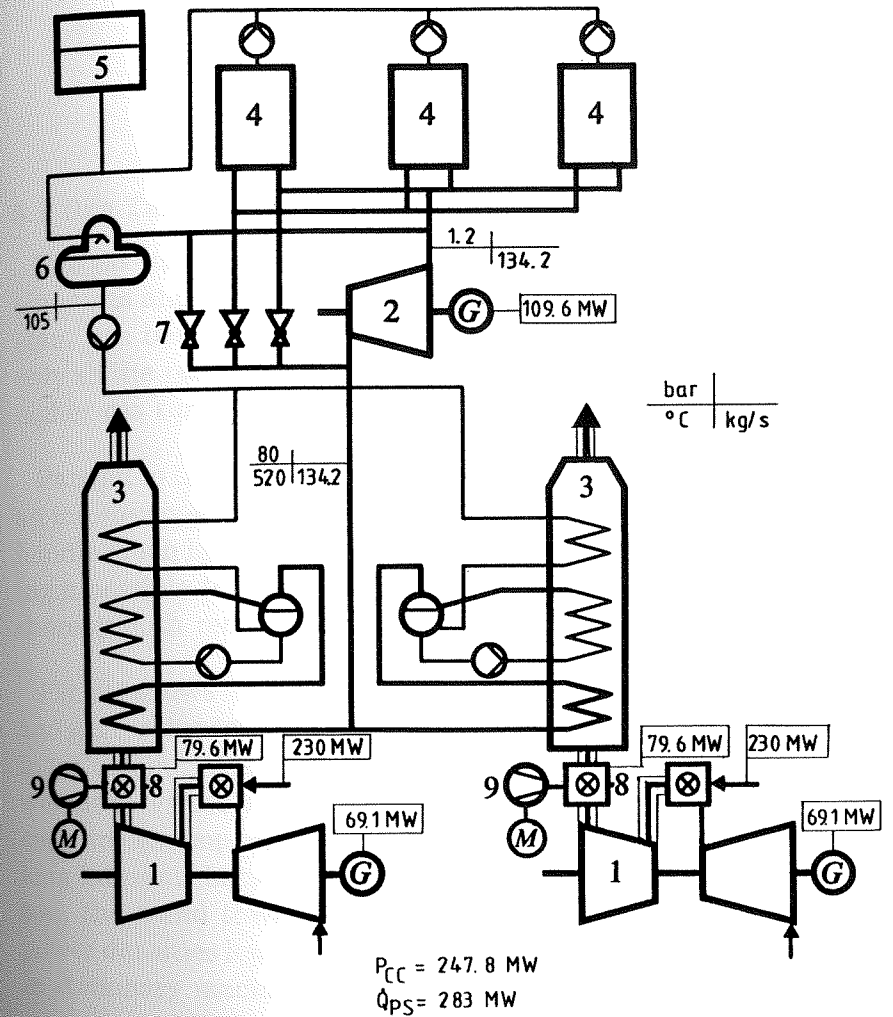 5
4
4
4
1.2
134.2
6
105
7
2
G
109.6 MW
bar
°C
kg/s
80
520
134.2
3
3
79.6 MW
230 MW
79.6 MW
230 MW
9
8
9
8
M
M
69.1 MW
69.1 MW
1
G
1
G
P_CC = 247.8 MW
Q̇_PS = 283 MW